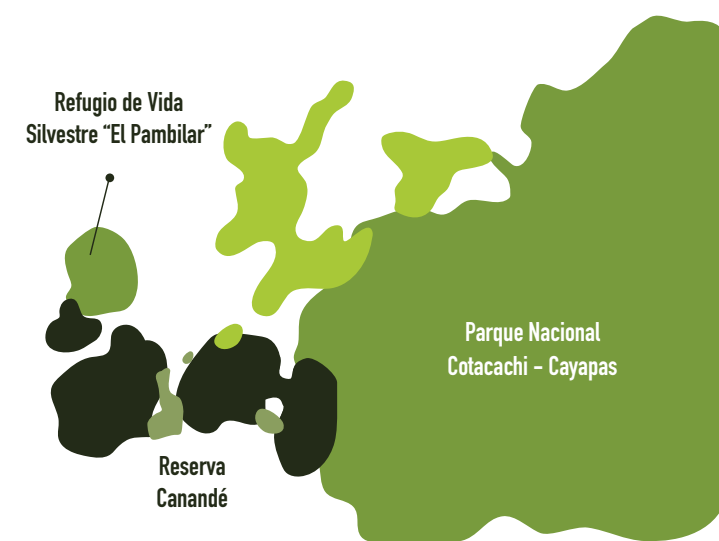 Refugio de Vida
Silvestre “El Pambilar”
Parque Nacional
Cotacachi - Cayapas
Reserva
Canandé